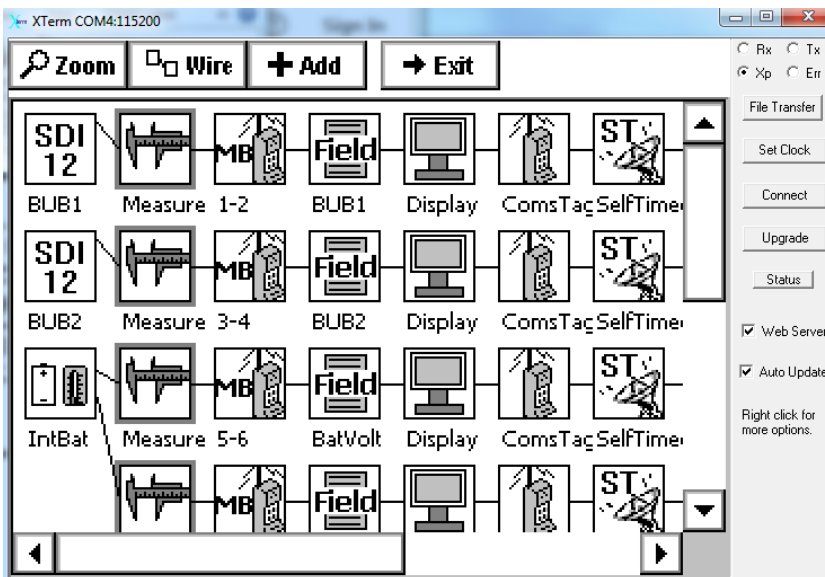 XTerm COM4:115200
Sign In
Zoom Wire Add Exit
Rx Tx
Xp Err
File Transfer
Set Clock
Connect
Upgrade
Status
Web Server
Auto Update
Right click for
more options.
SDI 12 MB Field ST
BUB1 Measure 1-2 BUB1 Display ComsTag SelfTime
SDI 12 MB Field ST
BUB2 Measure 3-4 BUB2 Display ComsTag SelfTime
MB Field ST
IntBat Measure 5-6 BatVolt Display ComsTag SelfTime
MB Field ST